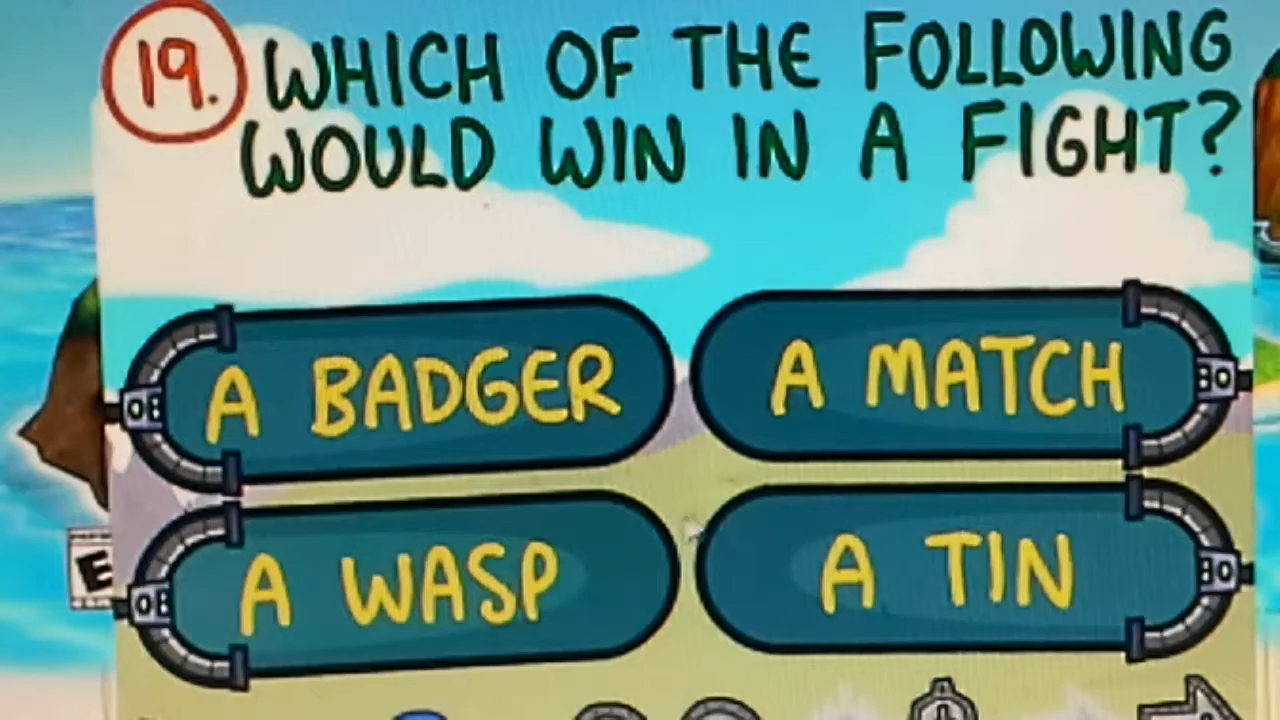 19. WHICH OF THE FOLLOWING
WOULD WIN IN A FIGHT?
A BADGER
A MATCH
A WASP
A TIN
E